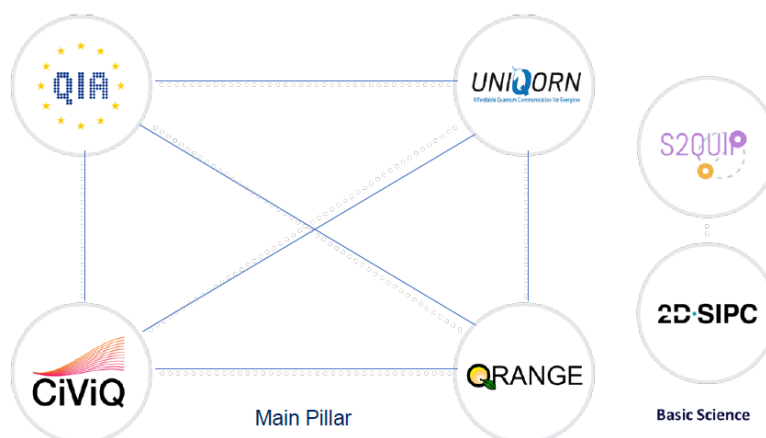 QIA
UNIQORN
Affordable Quantum Communication for Everyone
S2QUIP
2D·SIPC
CiViQ
QRANGE
Main Pillar
Basic Science